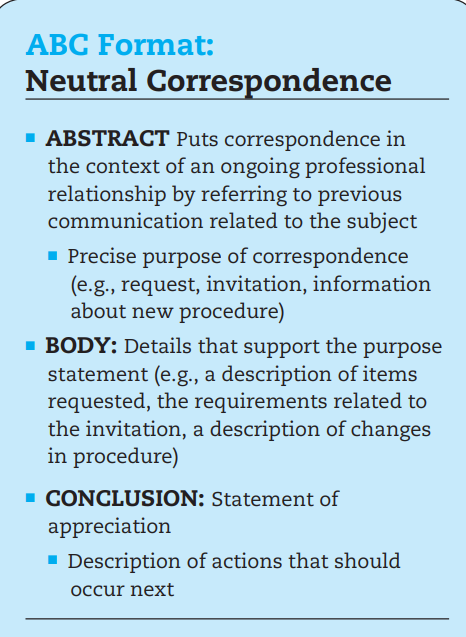 ABC Format:
Neutral Correspondence
ABSTRACT Puts correspondence in
the context of an ongoing professional
relationship by referring to previous
communication related to the subject
Precise purpose of correspondence
(e.g., request, invitation, information
about new procedure)
BODY: Details that support the purpose
statement (e.g., a description of items
requested, the requirements related to
the invitation, a description of changes
in procedure)
CONCLUSION: Statement of
appreciation
Description of actions that should
occur next